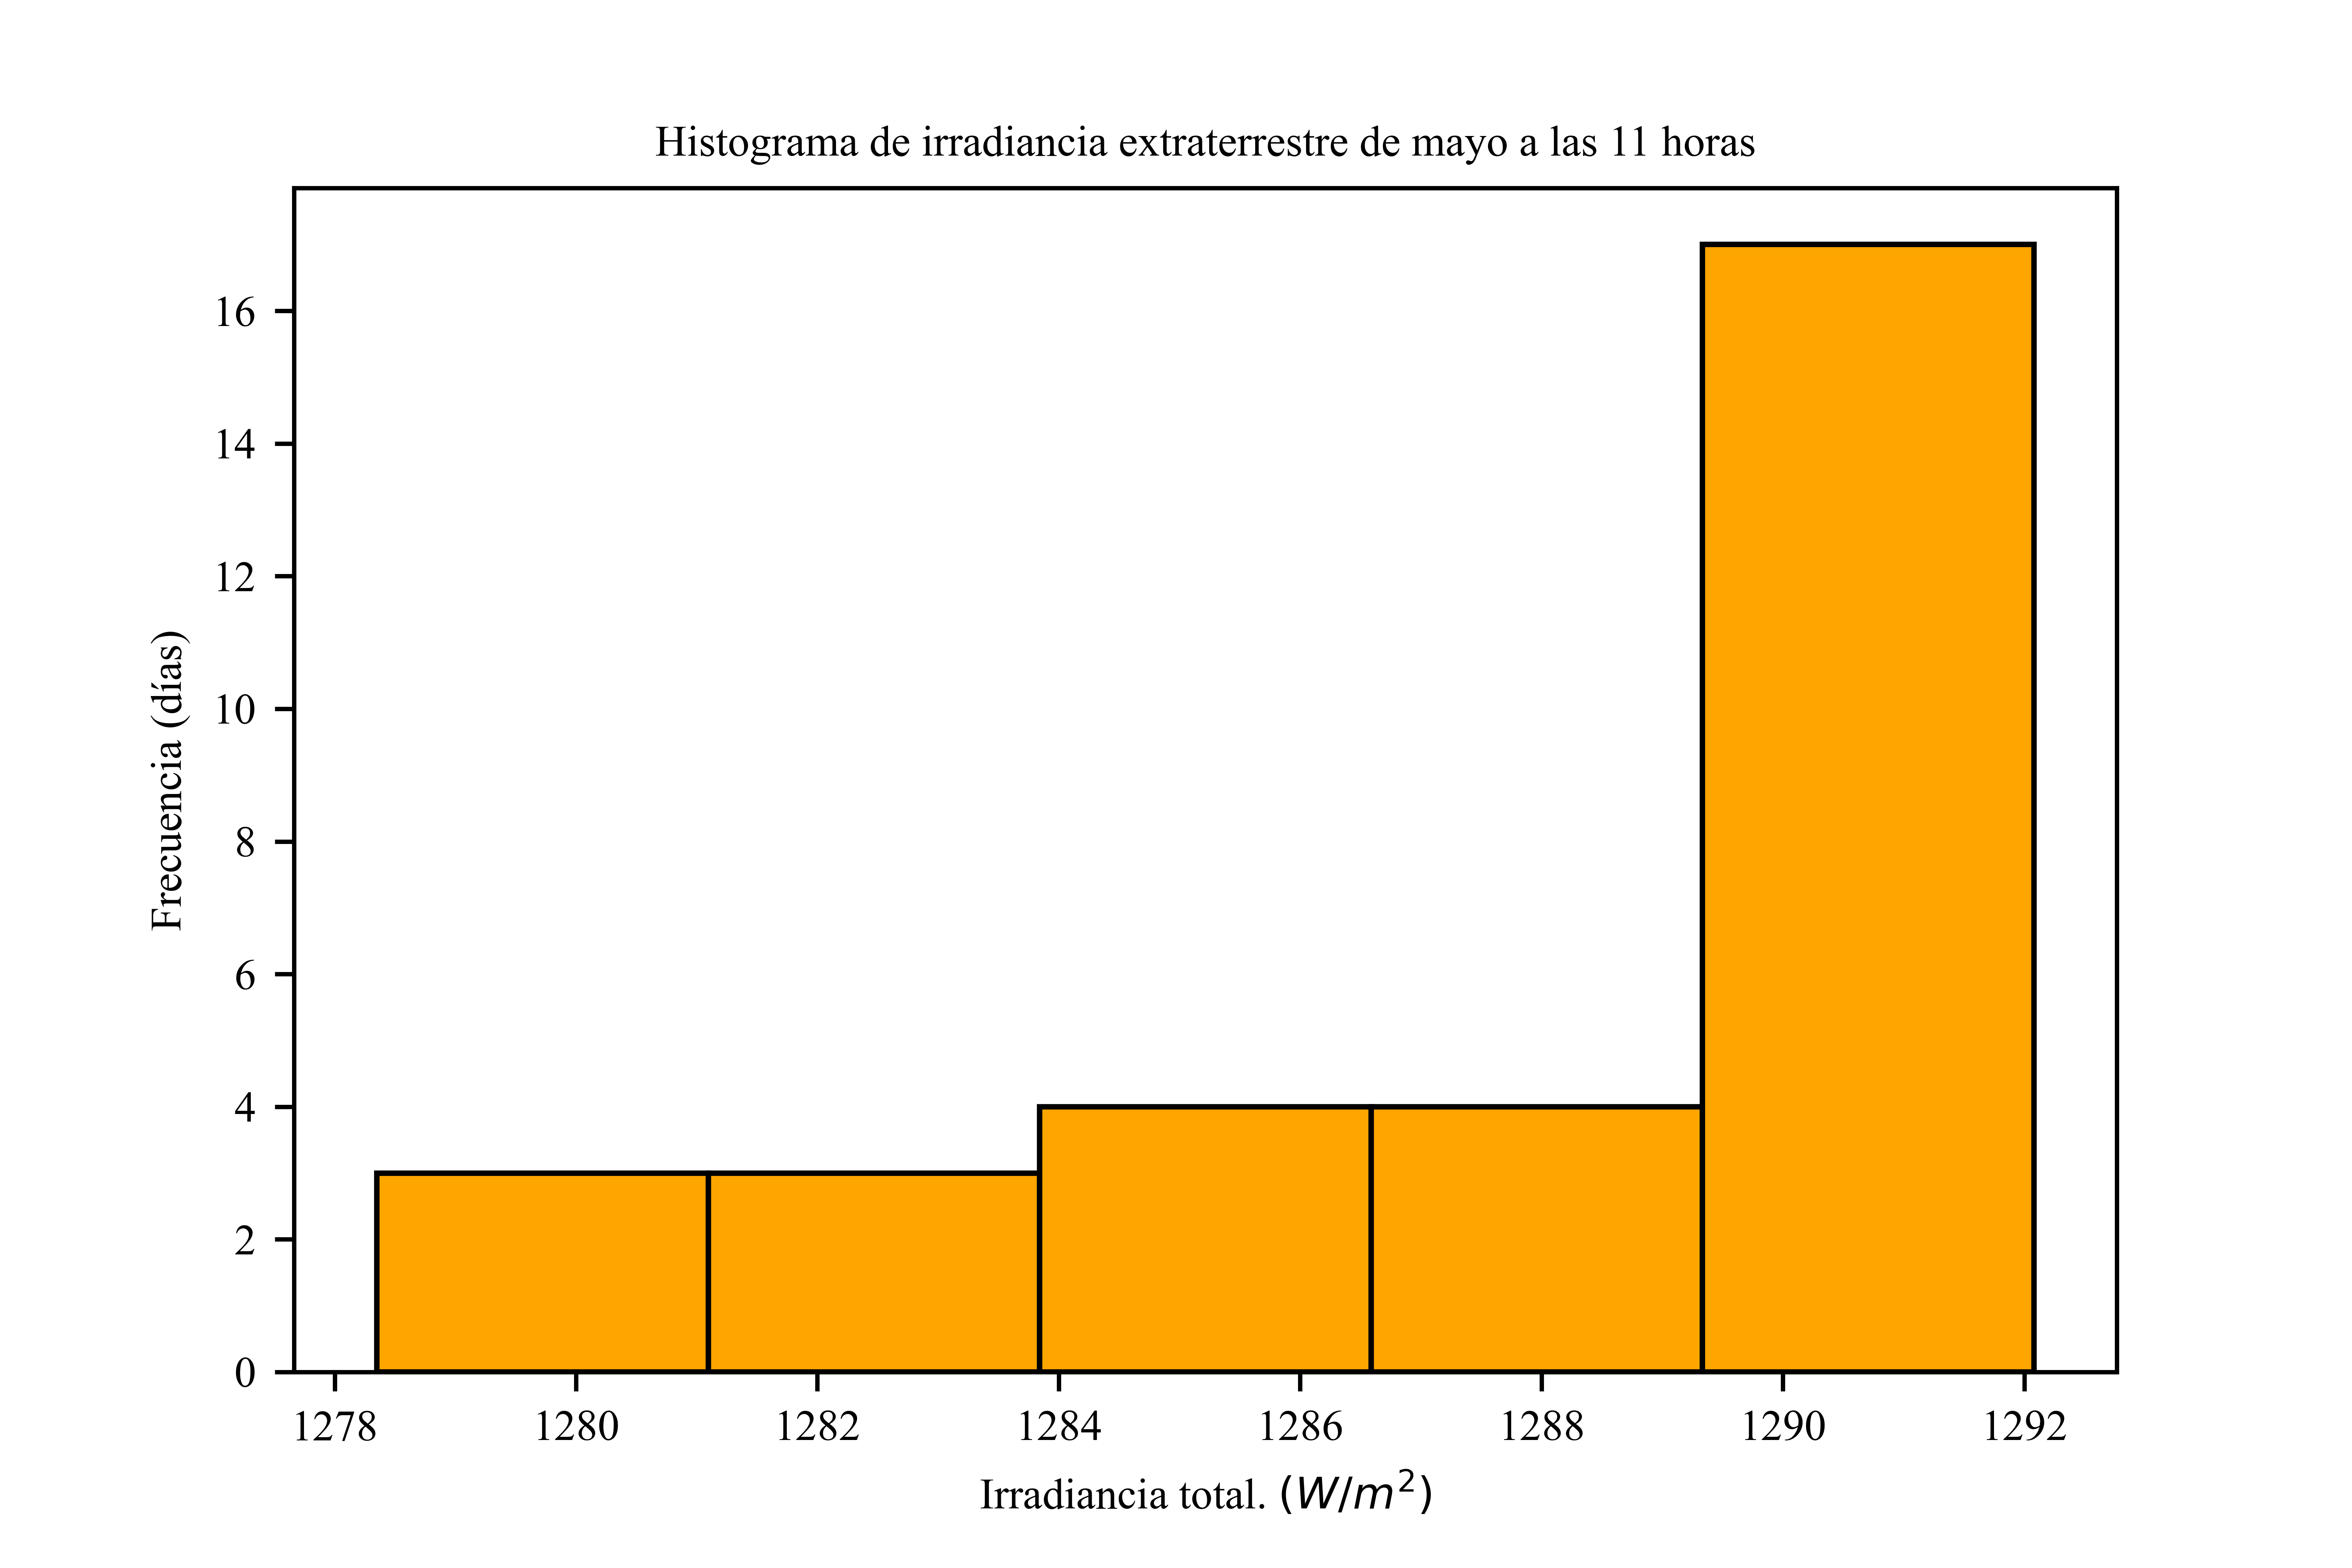 Histograma de irradiancia extraterrestre de mayo a las 11 horas
Frecuencia (días)
16
14
12
10
8
6
4
2
0
1278 1280 1282 1284 1286 1288 1290 1292
Irradiancia total. (W/m²)